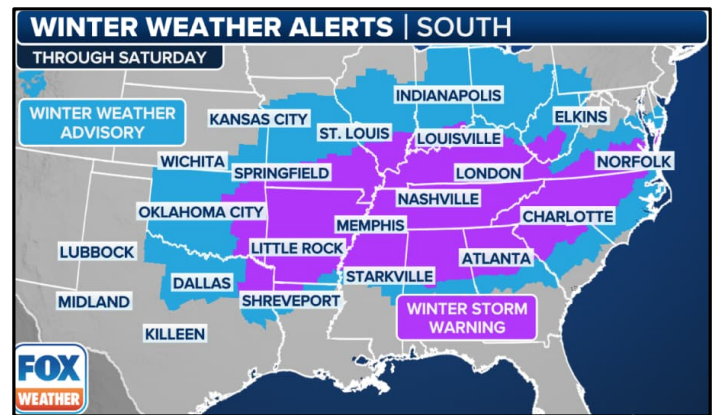 WINTER WEATHER ALERTS | SOUTH
THROUGH SATURDAY
INDIANAPOLIS
WINTER WEATHER
ADVISORY
KANSAS CITY
ELKINS
ST. LOUIS
LOUISVILLE
WICHITA
SPRINGFIELD
LONDON
NORFOLK
NASHVILLE
OKLAHOMA CITY
CHARLOTTE
MEMPHIS
LUBBOCK
LITTLE ROCK
ATLANTA
DALLAS
STARKVILLE
MIDLAND
SHREVEPORT
WINTER STORM
WARNING
KILLEEN
FOX
WEATHER